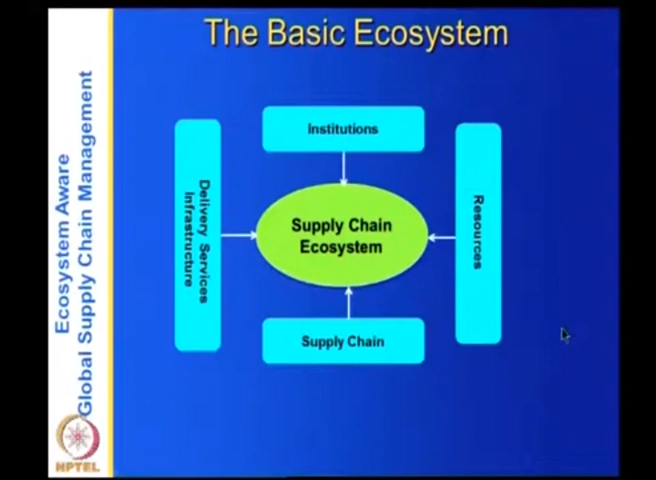 The Basic Ecosystem
Ecosystem Aware
Global Supply Chain Management
Institutions
Delivery Services
Infrastructure
Supply Chain
Ecosystem
Resources
Supply Chain
NPTEL